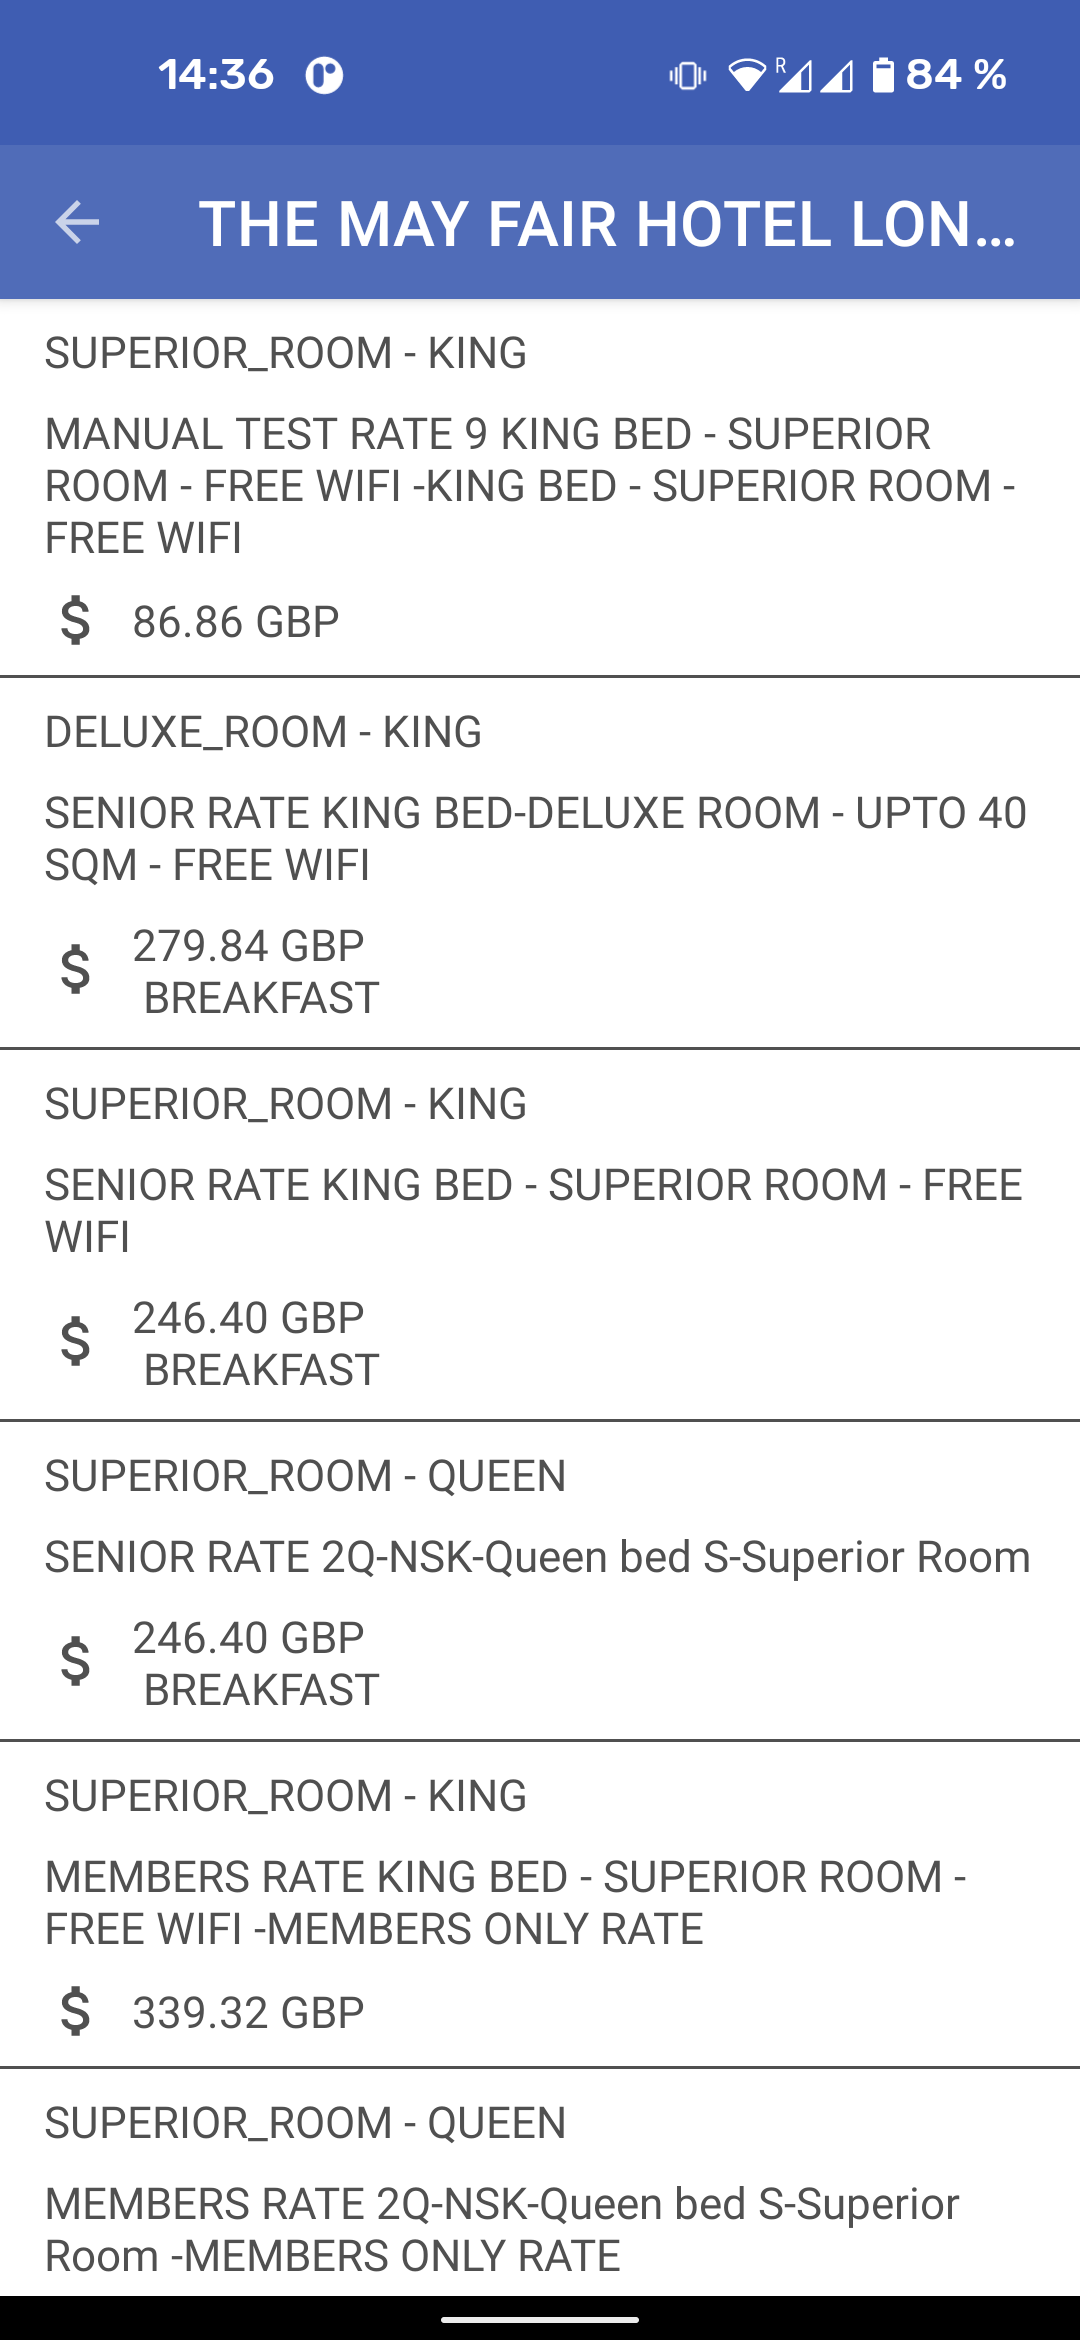 14:36
R
84 %
THE MAY FAIR HOTEL LON...
SUPERIOR_ROOM - KING
MANUAL TEST RATE 9 KING BED - SUPERIOR
ROOM - FREE WIFI -KING BED - SUPERIOR ROOM -
FREE WIFI
$ 86.86 GBP
DELUXE_ROOM - KING
SENIOR RATE KING BED-DELUXE ROOM - UPTO 40
SQM - FREE WIFI
$ 279.84 GBP
BREAKFAST
SUPERIOR_ROOM - KING
SENIOR RATE KING BED - SUPERIOR ROOM - FREE
WIFI
$ 246.40 GBP
BREAKFAST
SUPERIOR_ROOM - QUEEN
SENIOR RATE 2Q-NSK-Queen bed S-Superior Room
$ 246.40 GBP
BREAKFAST
SUPERIOR_ROOM - KING
MEMBERS RATE KING BED - SUPERIOR ROOM -
FREE WIFI -MEMBERS ONLY RATE
$ 339.32 GBP
SUPERIOR_ROOM - QUEEN
MEMBERS RATE 2Q-NSK-Queen bed S-Superior
Room -MEMBERS ONLY RATE